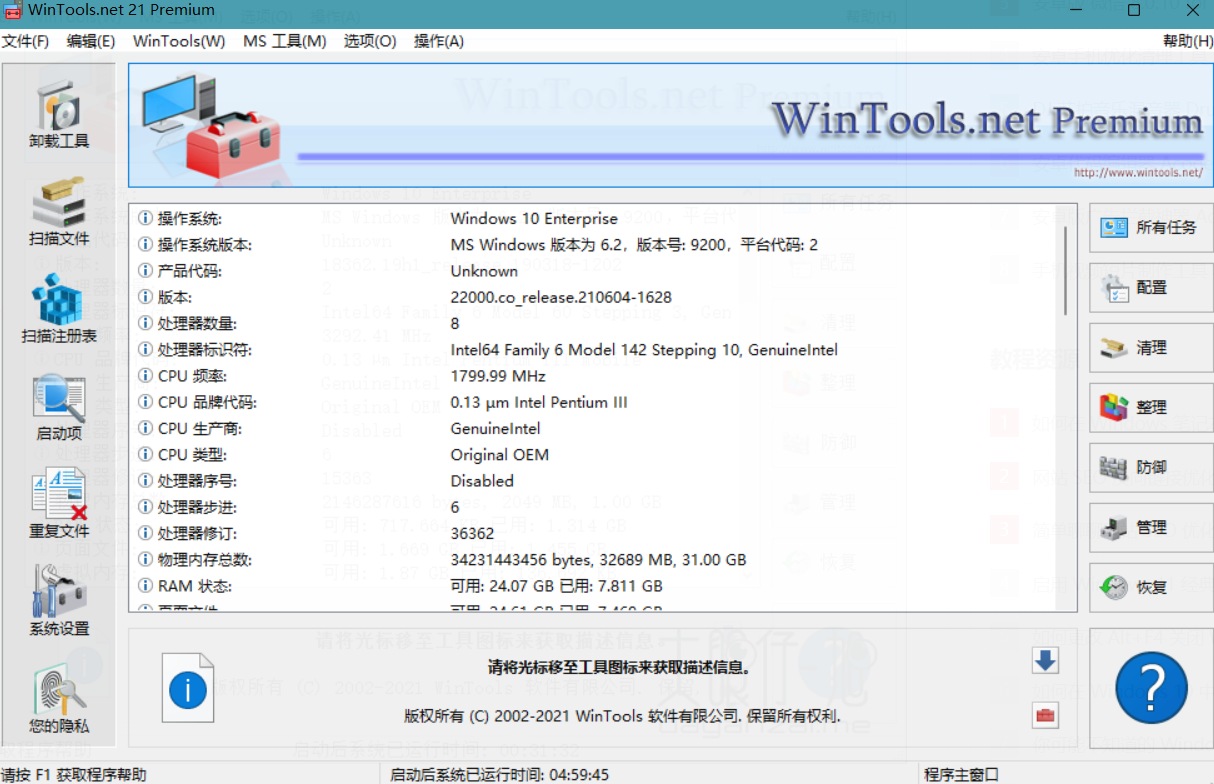 WinTools.net 21 Premium
文件(F) 编辑(E) WinTools(W) MS 工具(M) 选项(O) 操作(A) 帮助(H)
卸载工具
扫描文件
扫描注册表
启动项
重复文件
系统设置
您的隐私
WinTools.net Premium
http://www.wintools.net/
操作系统: Windows 10 Enterprise
操作系统版本: MS Windows 版本为 6.2，版本号: 9200，平台代码: 2
产品代码: Unknown
版本: 22000.co_release.210604-1628
处理器数量: 8
处理器标识符: Intel64 Family 6 Model 142 Stepping 10, GenuineIntel
CPU 频率: 1799.99 MHz
CPU 品牌代码: 0.13 µm Intel Pentium III
CPU 生产商: GenuineIntel
CPU 类型: Original OEM
处理器序号: Disabled
处理器步进: 6
处理器修订: 36362
物理内存总数: 34231443456 bytes, 32689 MB, 31.00 GB
RAM 状态: 可用: 24.07 GB 已用: 7.811 GB
所有任务
配置
清理
整理
防御
管理
恢复
请将光标移至工具图标来获取描述信息。
版权所有 (C) 2002-2021 WinTools 软件有限公司. 保留所有权利.
请按 F1 获取程序帮助 启动后系统已运行时间: 04:59:45 程序主窗口